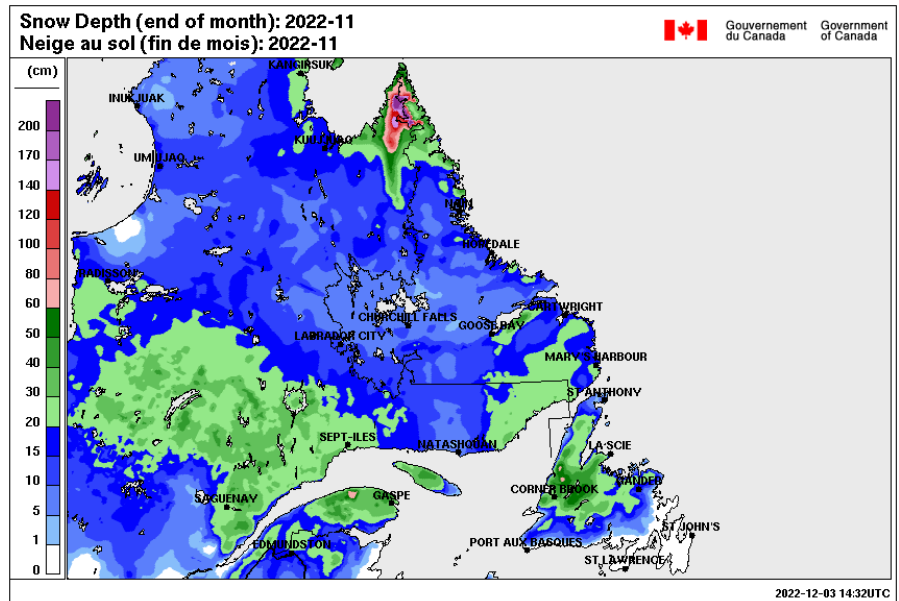 Snow Depth (end of month): 2022-11
Neige au sol (fin de mois): 2022-11
Gouvernement du Canada
Government of Canada
(cm)
200
170
140
120
100
80
60
50
40
30
20
15
10
5
1
0
KANGIRSUK
INUKJUAK
KUUJJUAQ
UMIUJAQ
NAIN
HOPEDALE
RADISSON
CARTWRIGHT
CHURCHILL FALLS
GOOSE BAY
LABRADOR CITY
MARY'S HARBOUR
ST ANTHONY
SEPT-ILES
NATASHQUAN
LA SCIE
GANDER
CORNER BROOK
SAGUENAY
GASPE
ST JOHN'S
EDMUNDSTON
PORT AUX BASQUES
ST LAWRENCE
2022-12-03 14:32UTC